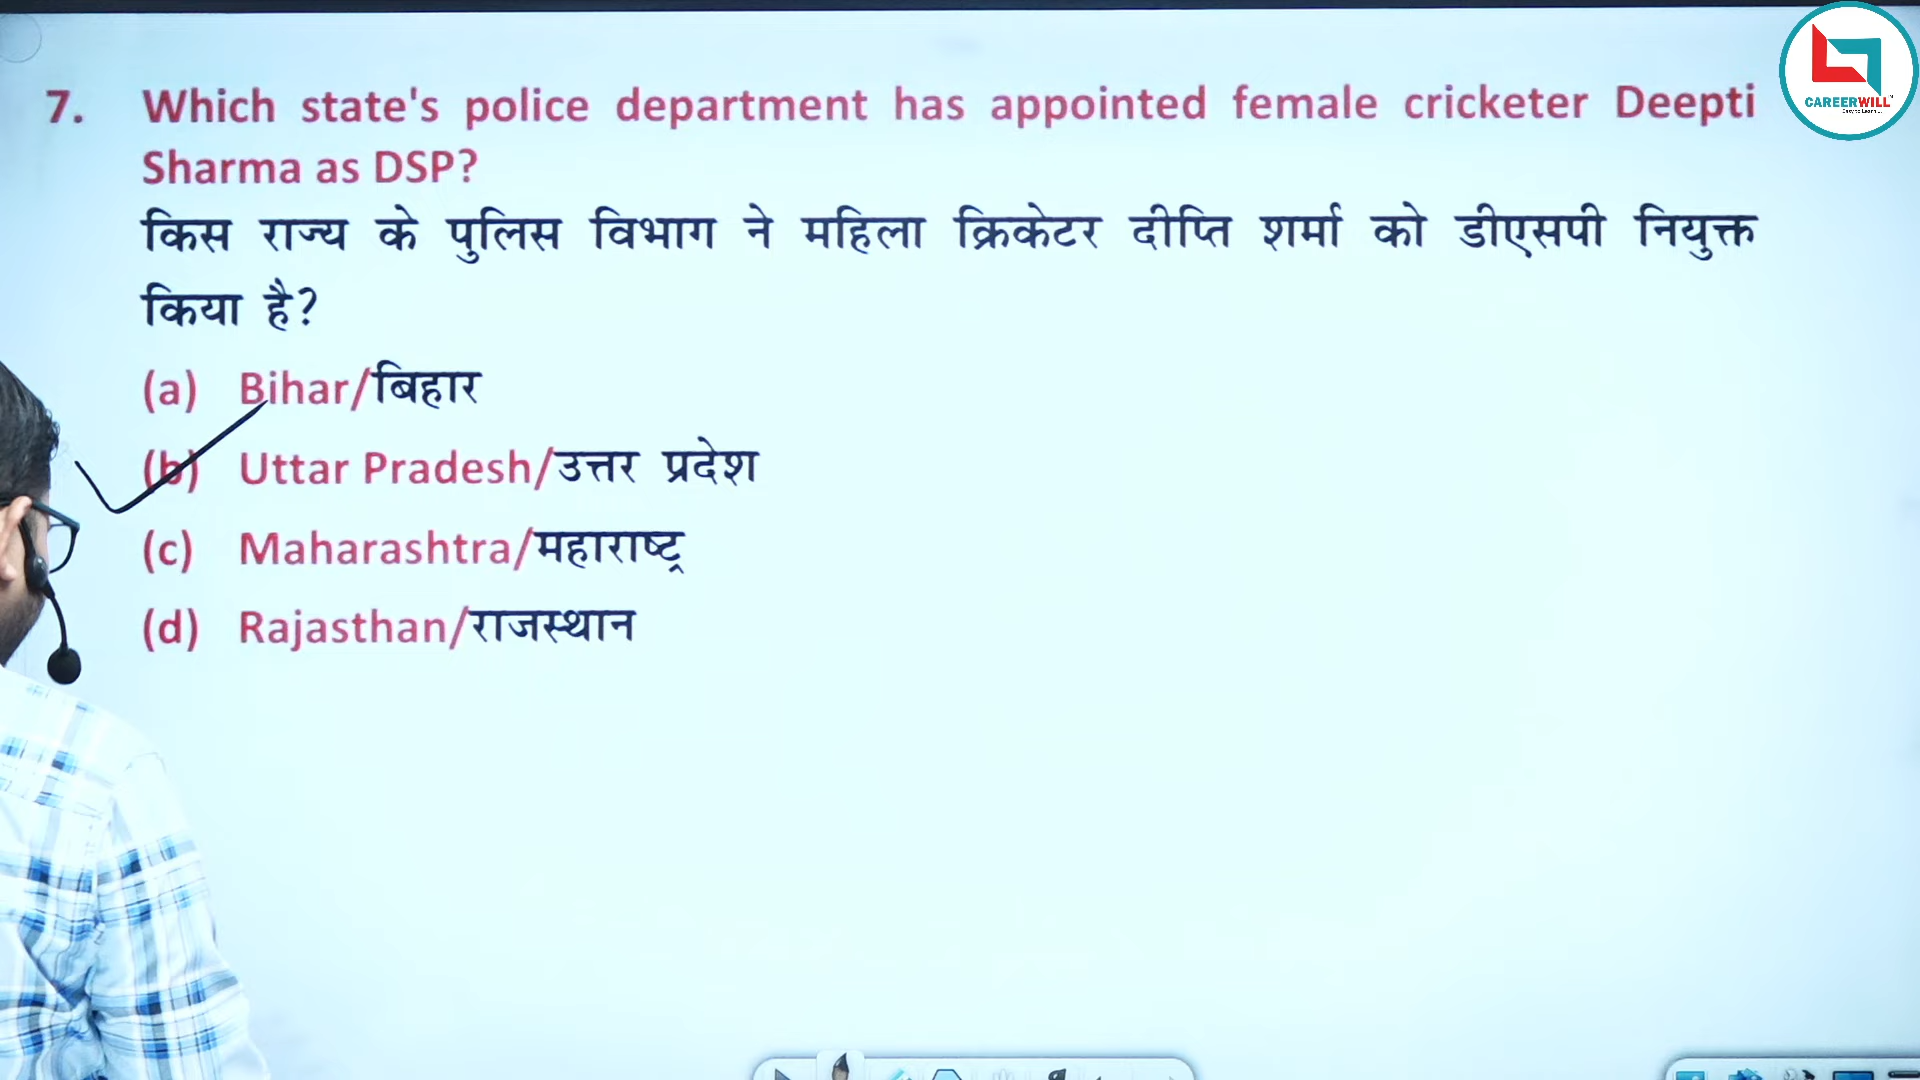 CAREERWILL
7. Which state's police department has appointed female cricketer Deepti
Sharma as DSP?
किस राज्य के पुलिस विभाग ने महिला क्रिकेटर दीप्ति शर्मा को डीएसपी नियुक्त
किया है?
(a) Bihar/बिहार
(b) Uttar Pradesh/उत्तर प्रदेश
(c) Maharashtra/महाराष्ट्र
(d) Rajasthan/राजस्थान